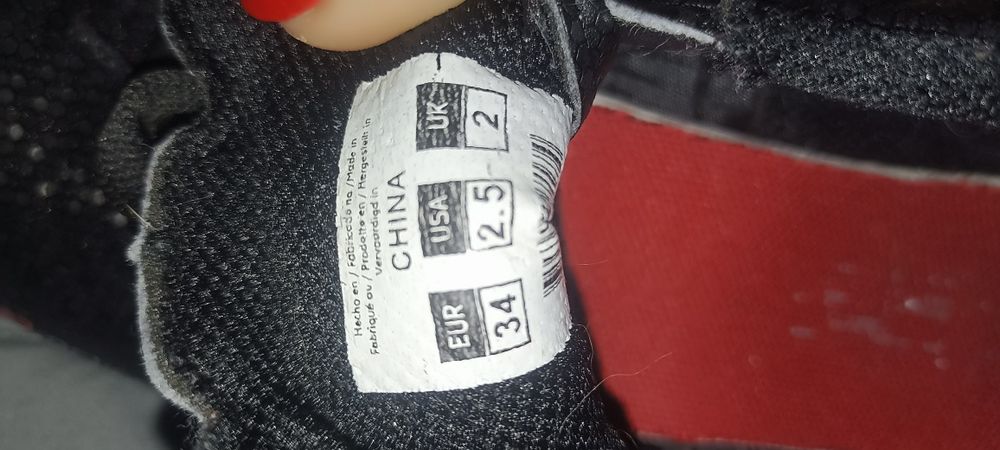 Hecho en / Fabricado na / Made in
Fabriqué au / Prodotto en / Hergestellt in
Vervaardigd in
CHINA
EUR USA UK
34 2.5 2